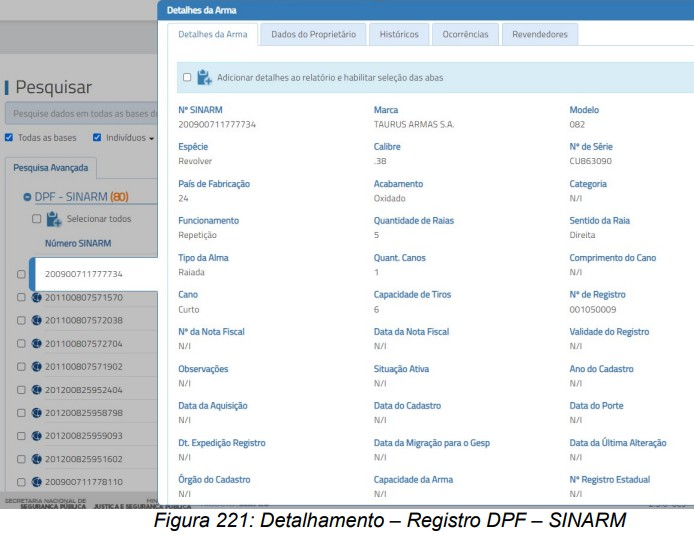 Detalhes da Arma
Detalhes da Arma Dados do Proprietário Históricos Ocorrências Revendedores
Adicionar detalhes ao relatório e habilitar seleção das abas
Pesquisar
Pesquise dados em todas as bases
Todas as bases Indivíduos
Pesquisa Avançada
DPF - SINARM (80)
Selecionar todos
Número SINARM
200900711777734
201100807571570
201100807572038
201100807572704
201100807571902
201200825952404
201200825958798
201200825959093
201200825951602
200900711778110
Nº SINARM Marca Modelo
200900711777734 TAURUS ARMAS S.A. 082
Espécie Calibre Nº de Série
Revolver .38 CU863090
País de Fabricação Acabamento Categoria
24 Oxidado N/I
Funcionamento Quantidade de Raias Sentido da Raia
Repetição 5 Direita
Tipo da Alma Quant. Canos Comprimento do Cano
Raiada 1 N/I
Cano Capacidade de Tiros Nº de Registro
Curto 6 001050009
Nº da Nota Fiscal Data da Nota Fiscal Validade do Registro
N/I N/I N/I
Observações Situação Ativa Ano do Cadastro
N/I N/I N/I
Data da Aquisição Data do Cadastro Data do Porte
N/I N/I N/I
Dt. Expedição Registro Data da Migração para o Gesp Data da Última Alteração
N/I N/I N/I
Órgão do Cadastro Capacidade da Arma Nº Registro Estadual
N/I N/I N/I
SECRETARIA NACIONAL DE
SEGURANÇA PÚBLICA JUSTIÇA E SEGURANÇA PÚBLICA
Figura 221: Detalhamento – Registro DPF – SINARM